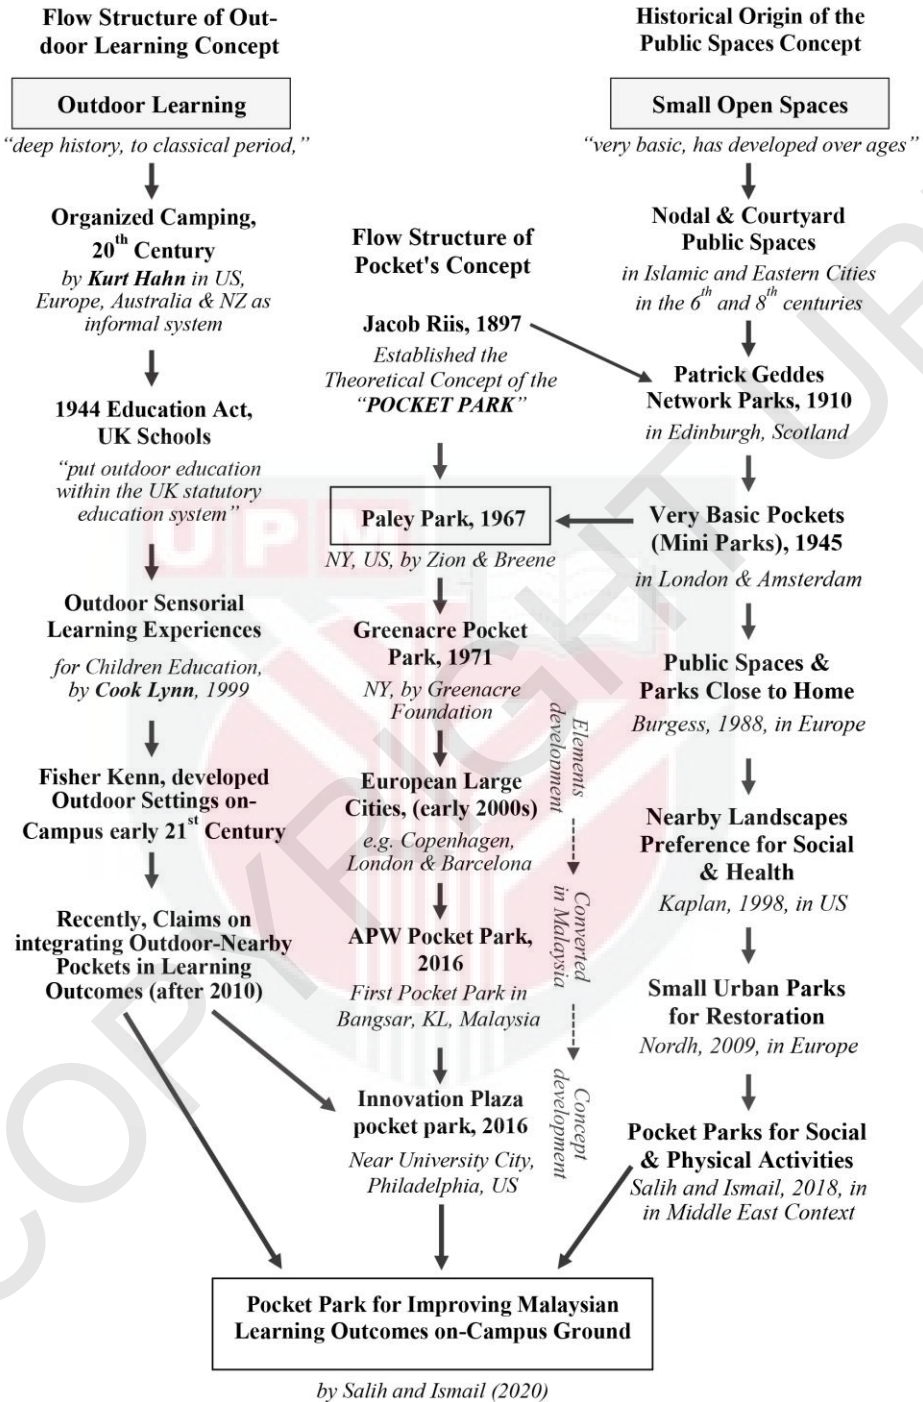 Flow Structure of Out-
door Learning Concept
Outdoor Learning
“deep history, to classical period,”
Organized Camping,
20th Century
by Kurt Hahn in US,
Europe, Australia & NZ as
informal system
1944 Education Act,
UK Schools
“put outdoor education
within the UK statutory
education system”
Outdoor Sensorial
Learning Experiences
for Children Education,
by Cook Lynn, 1999
Fisher Kenn, developed
Outdoor Settings on-
Campus early 21st Century
Recently, Claims on
integrating Outdoor-Nearby
Pockets in Learning
Outcomes (after 2010)
Flow Structure of
Pocket's Concept
Jacob Riis, 1897
Established the
Theoretical Concept of the
“POCKET PARK”
Paley Park, 1967
NY, US, by Zion & Breene
Greenacre Pocket
Park, 1971
NY, by Greenacre
Foundation
European Large
Cities, (early 2000s)
e.g. Copenhagen,
London & Barcelona
APW Pocket Park,
2016
First Pocket Park in
Bangsar, KL, Malaysia
Innovation Plaza
pocket park, 2016
Near University City,
Philadelphia, US
Elements
development
Converted
in Malaysia
Concept
development
Historical Origin of the
Public Spaces Concept
Small Open Spaces
“very basic, has developed over ages”
Nodal & Courtyard
Public Spaces
in Islamic and Eastern Cities
in the 6th and 8th centuries
Patrick Geddes
Network Parks, 1910
in Edinburgh, Scotland
Very Basic Pockets
(Mini Parks), 1945
in London & Amsterdam
Public Spaces &
Parks Close to Home
Burgess, 1988, in Europe
Nearby Landscapes
Preference for Social
& Health
Kaplan, 1998, in US
Small Urban Parks
for Restoration
Nordh, 2009, in Europe
Pocket Parks for Social
& Physical Activities
Salih and Ismail, 2018, in
in Middle East Context
Pocket Park for Improving Malaysian
Learning Outcomes on-Campus Ground
by Salih and Ismail (2020)
UPM
COPYRIGHT UPM